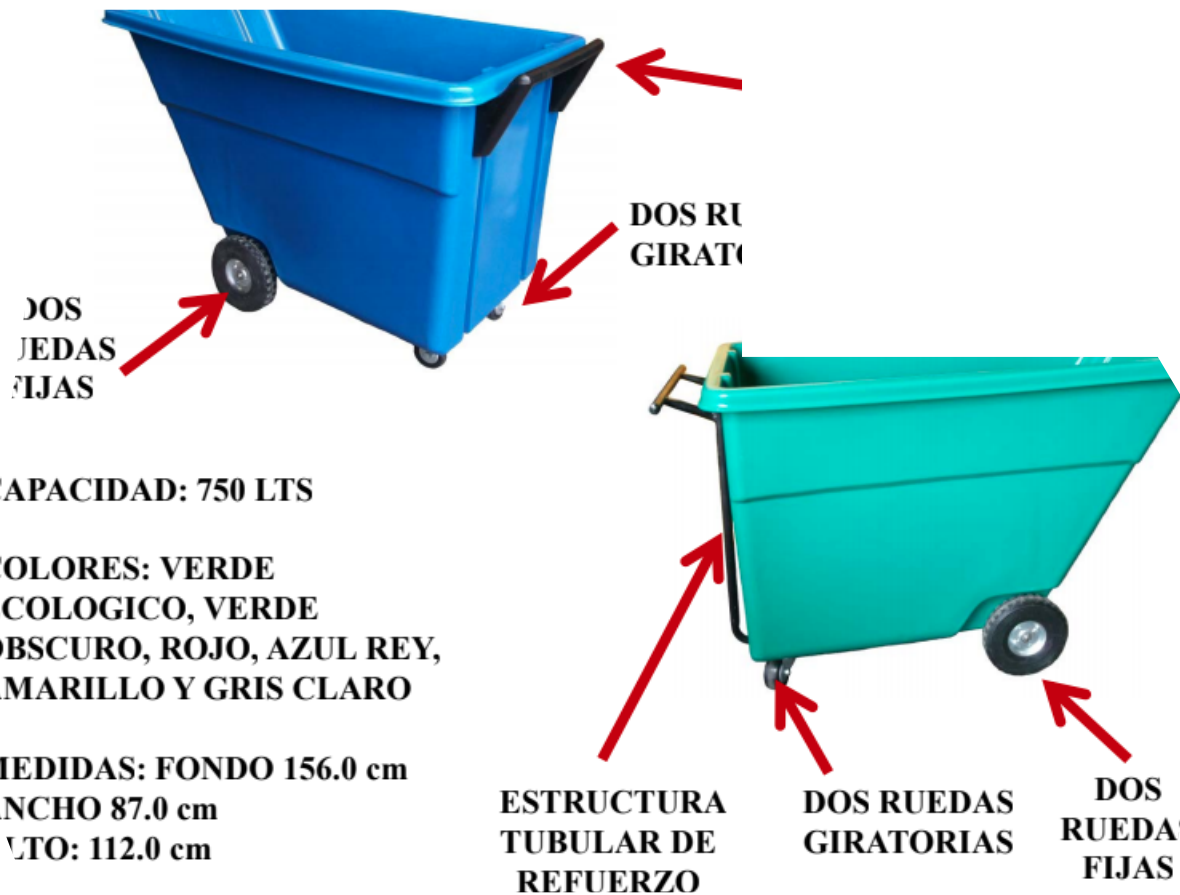 DOS RU
GIRATO
DOS
UEDAS
FIJAS
CAPACIDAD: 750 LTS
COLORES: VERDE
ECOLOGICO, VERDE
OBSCURO, ROJO, AZUL REY,
AMARILLO Y GRIS CLARO
MEDIDAS: FONDO 156.0 cm
ANCHO 87.0 cm
ALTO: 112.0 cm
ESTRUCTURA
TUBULAR DE
REFUERZO
DOS RUEDAS
GIRATORIAS
DOS
RUEDAS
FIJAS